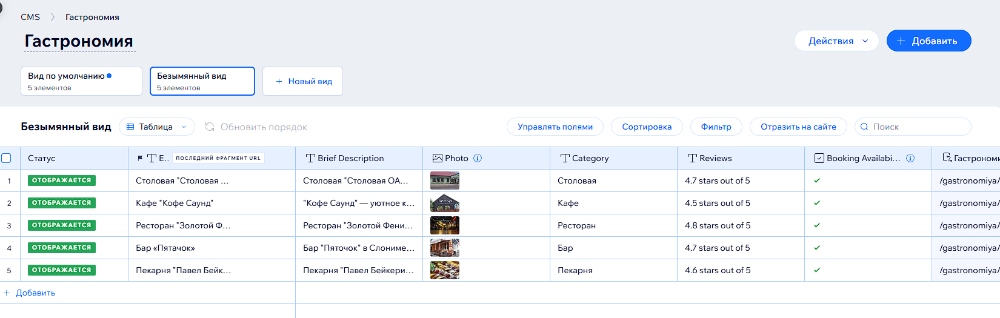 CMS > Гастрономия
Гастрономия
Действия
+ Добавить
Вид по умолчанию
5 элементов
Безымянный вид
5 элементов
+ Новый вид
Безымянный вид
Таблица
Обновить порядок
Управлять полями
Сортировка
Фильтр
Отразить на сайте
Поиск
Статус E.. ПОСЛЕДНИЙ ФРАГМЕНТ URL Brief Description Photo Category Reviews Booking Availabi... Гастрономи
1 ОТОБРАЖАЕТСЯ Столовая "Столовая ... Столовая "Столовая ОА... Столовая 4.7 stars out of 5 /gastronomiya/
2 ОТОБРАЖАЕТСЯ Кафе "Кофе Саунд" "Кофе Саунд" — уютное к... Кафе 4.5 stars out of 5 /gastronomiya/
3 ОТОБРАЖАЕТСЯ Ресторан "Золотой Ф... Ресторан "Золотой Фени... Ресторан 4.8 stars out of 5 /gastronomiya/
4 ОТОБРАЖАЕТСЯ Бар «Пятачок» Бар "Пяточок" в Слониме... Бар 4.7 stars out of 5 /gastronomiya/
5 ОТОБРАЖАЕТСЯ Пекарня "Павел Бейк... Пекарня "Павел Бейкери... Пекарня 4.6 stars out of 5 /gastronomiya/
+ Добавить